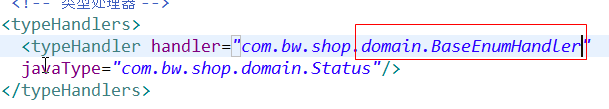 <!-- 类型处理器 -->
<typeHandlers>
<typeHandler handler="com.bw.shop.domain.BaseEnumHandler"
javaType="com.bw.shop.domain.Status"/>
</typeHandlers>